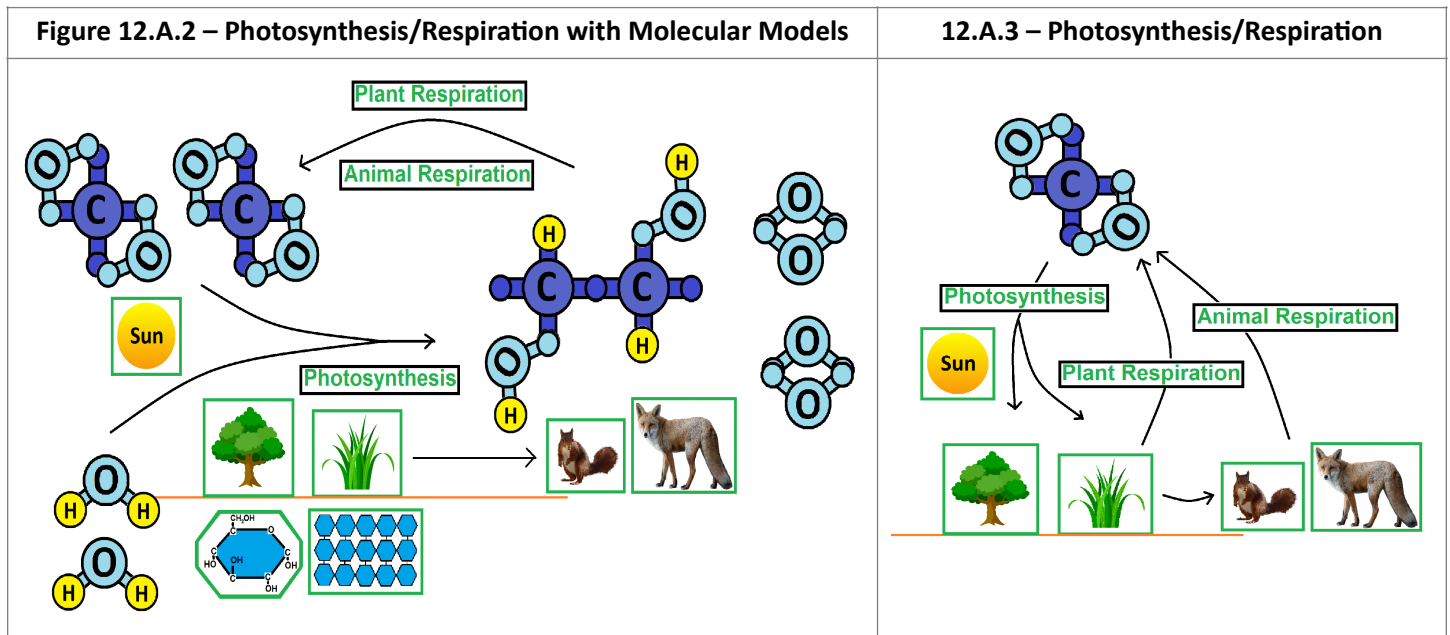 Figure 12.A.2 – Photosynthesis/Respiration with Molecular Models
Plant Respiration
Animal Respiration
O
C
O
O
C
O
H
O
H
C
C
O
H
H
O
O
O
O
Sun
Photosynthesis
O
H
H
O
H
H
CH₂OH
C
O
C
C
HO
OH
OH
C
C
OH
12.A.3 – Photosynthesis/Respiration
O
C
O
Photosynthesis
Animal Respiration
Sun
Plant Respiration